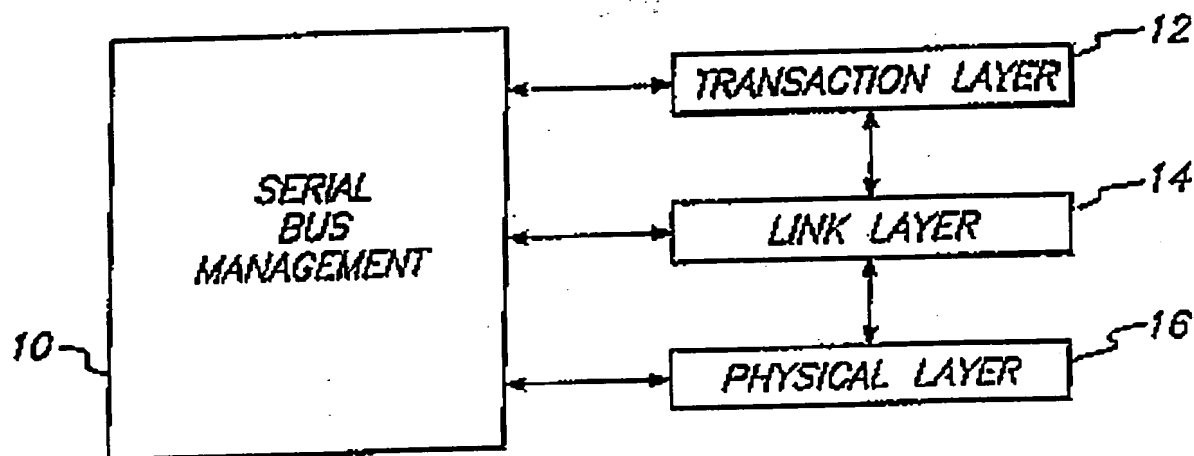 12
TRANSACTION LAYER
SERIAL
BUS
MANAGEMENT
14
LINK LAYER
10
16
PHYSICAL LAYER